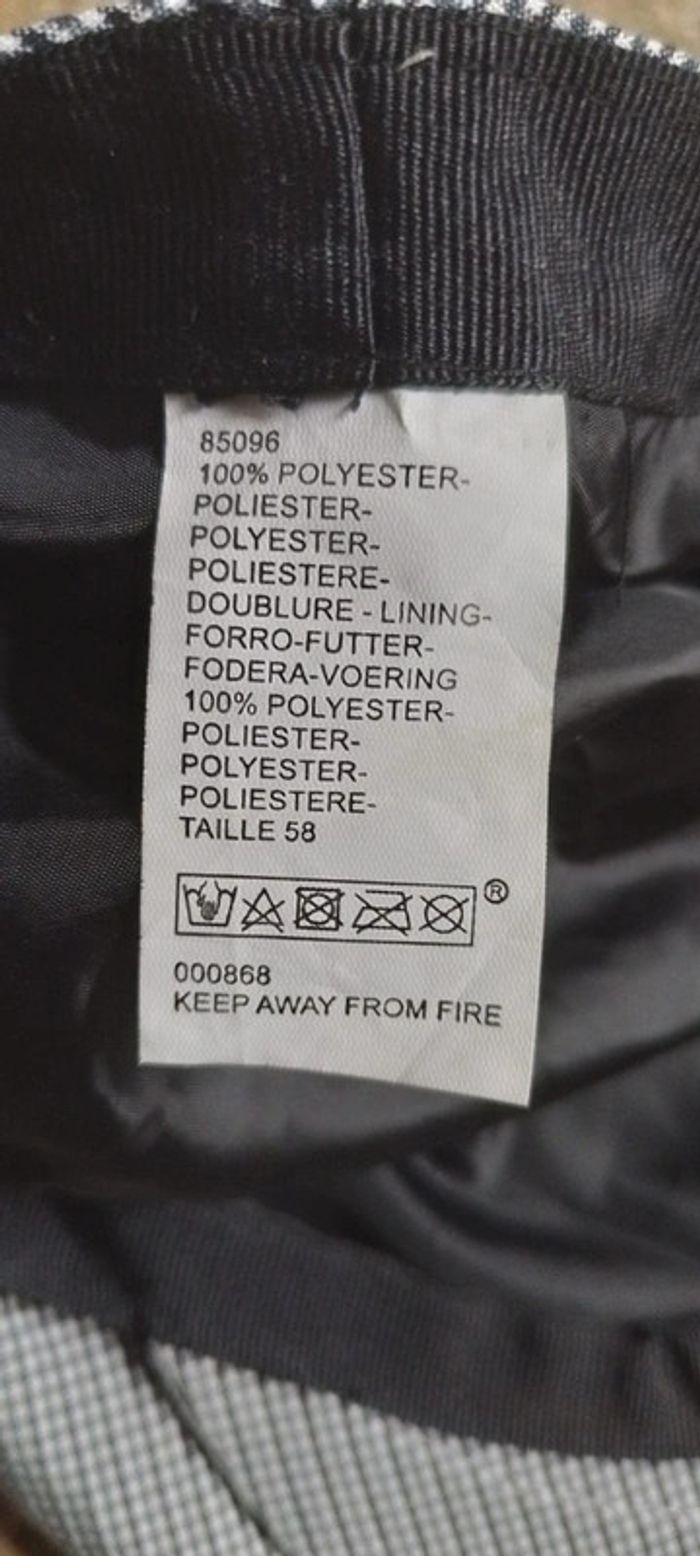 85096
100% POLYESTER-
POLIESTER-
POLYESTER-
POLIESTERE-
DOUBLURE - LINING-
FORRO-FUTTER-
FODERA-VOERING
100% POLYESTER-
POLIESTER-
POLYESTER-
POLIESTERE-
TAILLE 58
®
000868
KEEP AWAY FROM FIRE